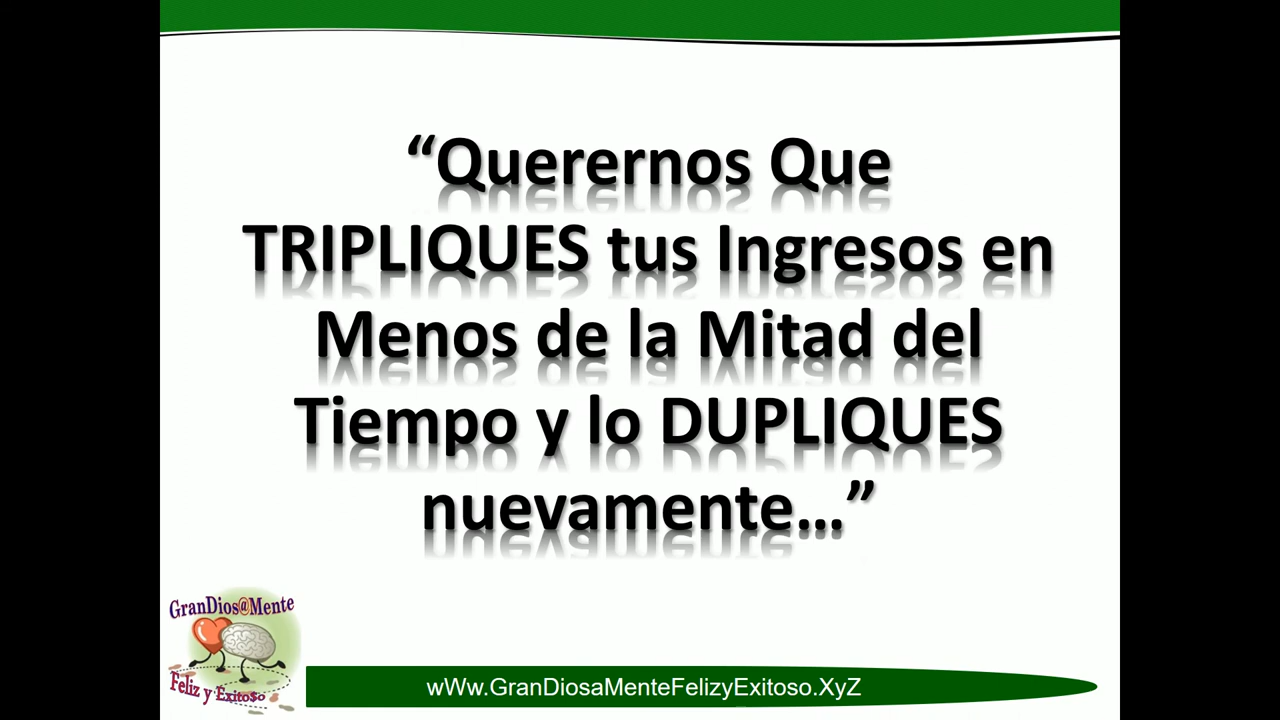 “Querernos Que
TRIPLIQUES tus Ingresos en
Menos de la Mitad del
Tiempo y lo DUPLIQUES
nuevamente...”
GranDios@Mente
Feliz y Exito$o
wWw.GranDiosaMenteFelizyExitoso.XyZ